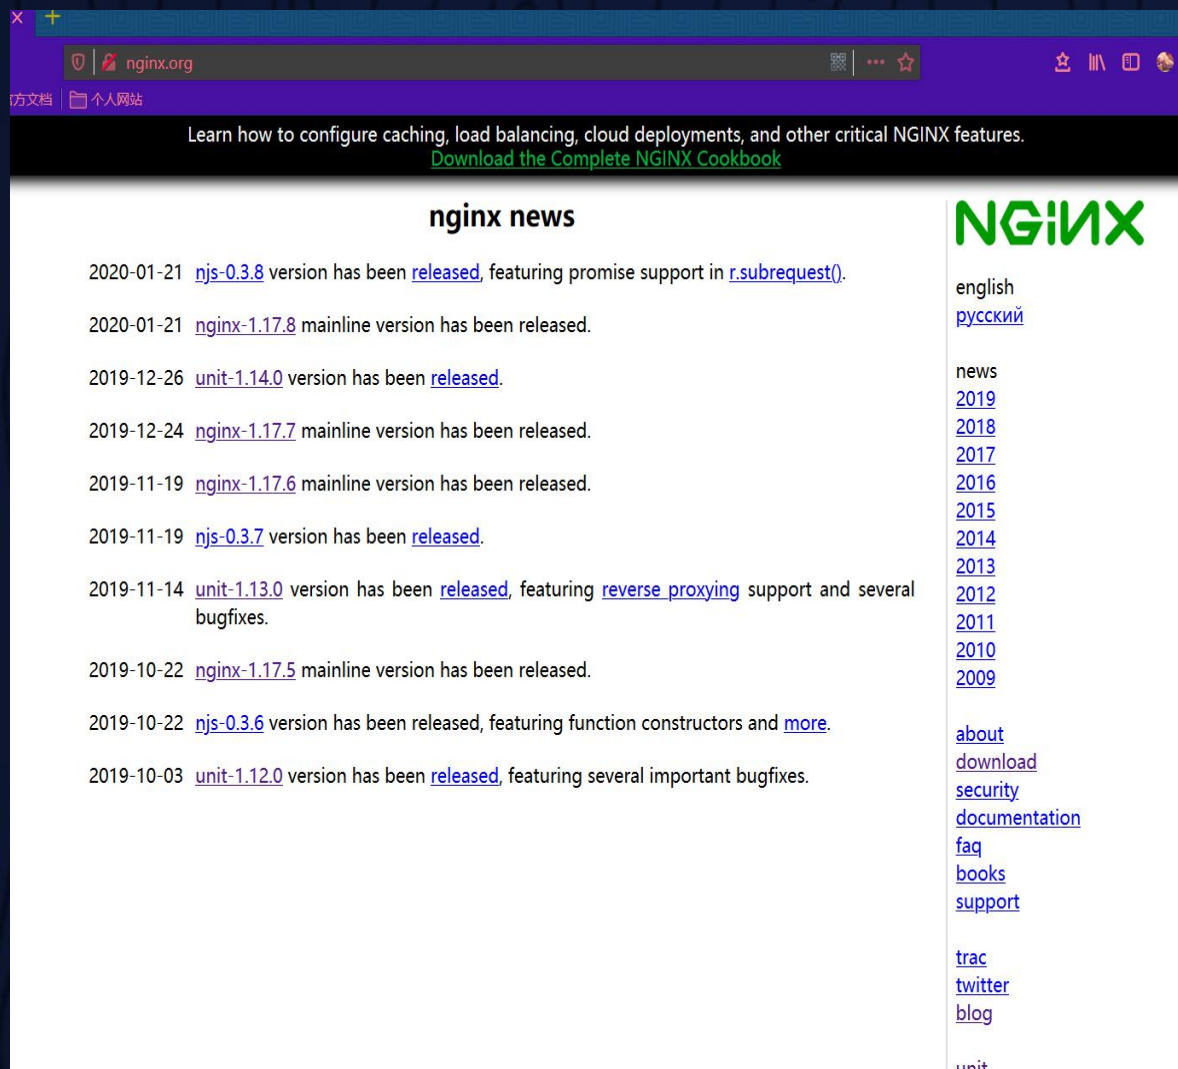 nginx.org
官方文档 个人网站
Learn how to configure caching, load balancing, cloud deployments, and other critical NGINX features.
Download the Complete NGINX Cookbook
nginx news
2020-01-21 njs-0.3.8 version has been released, featuring promise support in r.subrequest().
2020-01-21 nginx-1.17.8 mainline version has been released.
2019-12-26 unit-1.14.0 version has been released.
2019-12-24 nginx-1.17.7 mainline version has been released.
2019-11-19 nginx-1.17.6 mainline version has been released.
2019-11-19 njs-0.3.7 version has been released.
2019-11-14 unit-1.13.0 version has been released, featuring reverse proxying support and several
bugfixes.
2019-10-22 nginx-1.17.5 mainline version has been released.
2019-10-22 njs-0.3.6 version has been released, featuring function constructors and more.
2019-10-03 unit-1.12.0 version has been released, featuring several important bugfixes.
NGINX
english
русский
news
2019
2018
2017
2016
2015
2014
2013
2012
2011
2010
2009
about
download
security
documentation
faq
books
support
trac
twitter
blog
unit